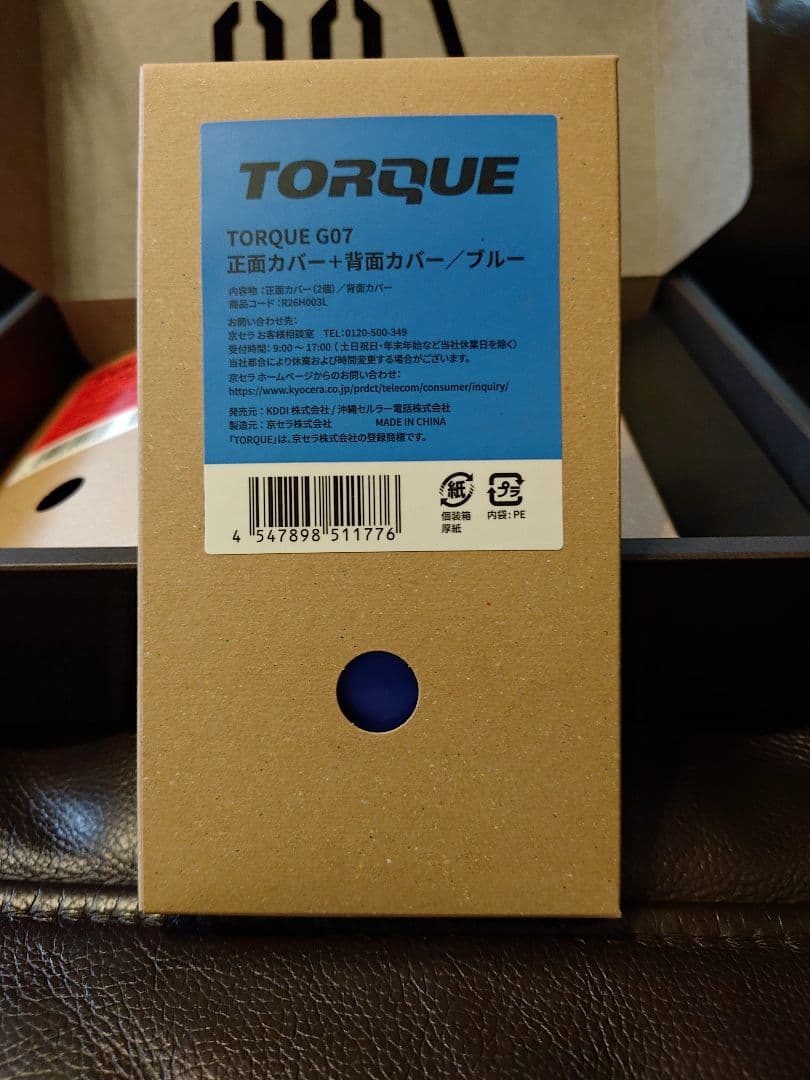 TORQUE
TORQUE G07
正面カバー＋背面カバー／ブルー
内容物：正面カバー(2個)／背面カバー
商品コード：R26H003L
お問い合わせ先：
京セラ お客様相談室　TEL：0120-500-349
受付時間：9:00 ～ 17:00（ 土日祝日・年末年始など当社休業日を除く）
当社都合により休業および時間変更する場合がございます。
京セラ ホームページからのお問い合わせ：
https://www.kyocera.co.jp/prdct/telecom/consumer/inquiry/
発売元：KDDI 株式会社 / 沖縄セルラー電話株式会社
製造元：京セラ株式会社　MADE IN CHINA
「TORQUE」は、京セラ株式会社の登録商標です。
紙 プラ
個装箱 内袋：PE
厚紙
4 547898 511776